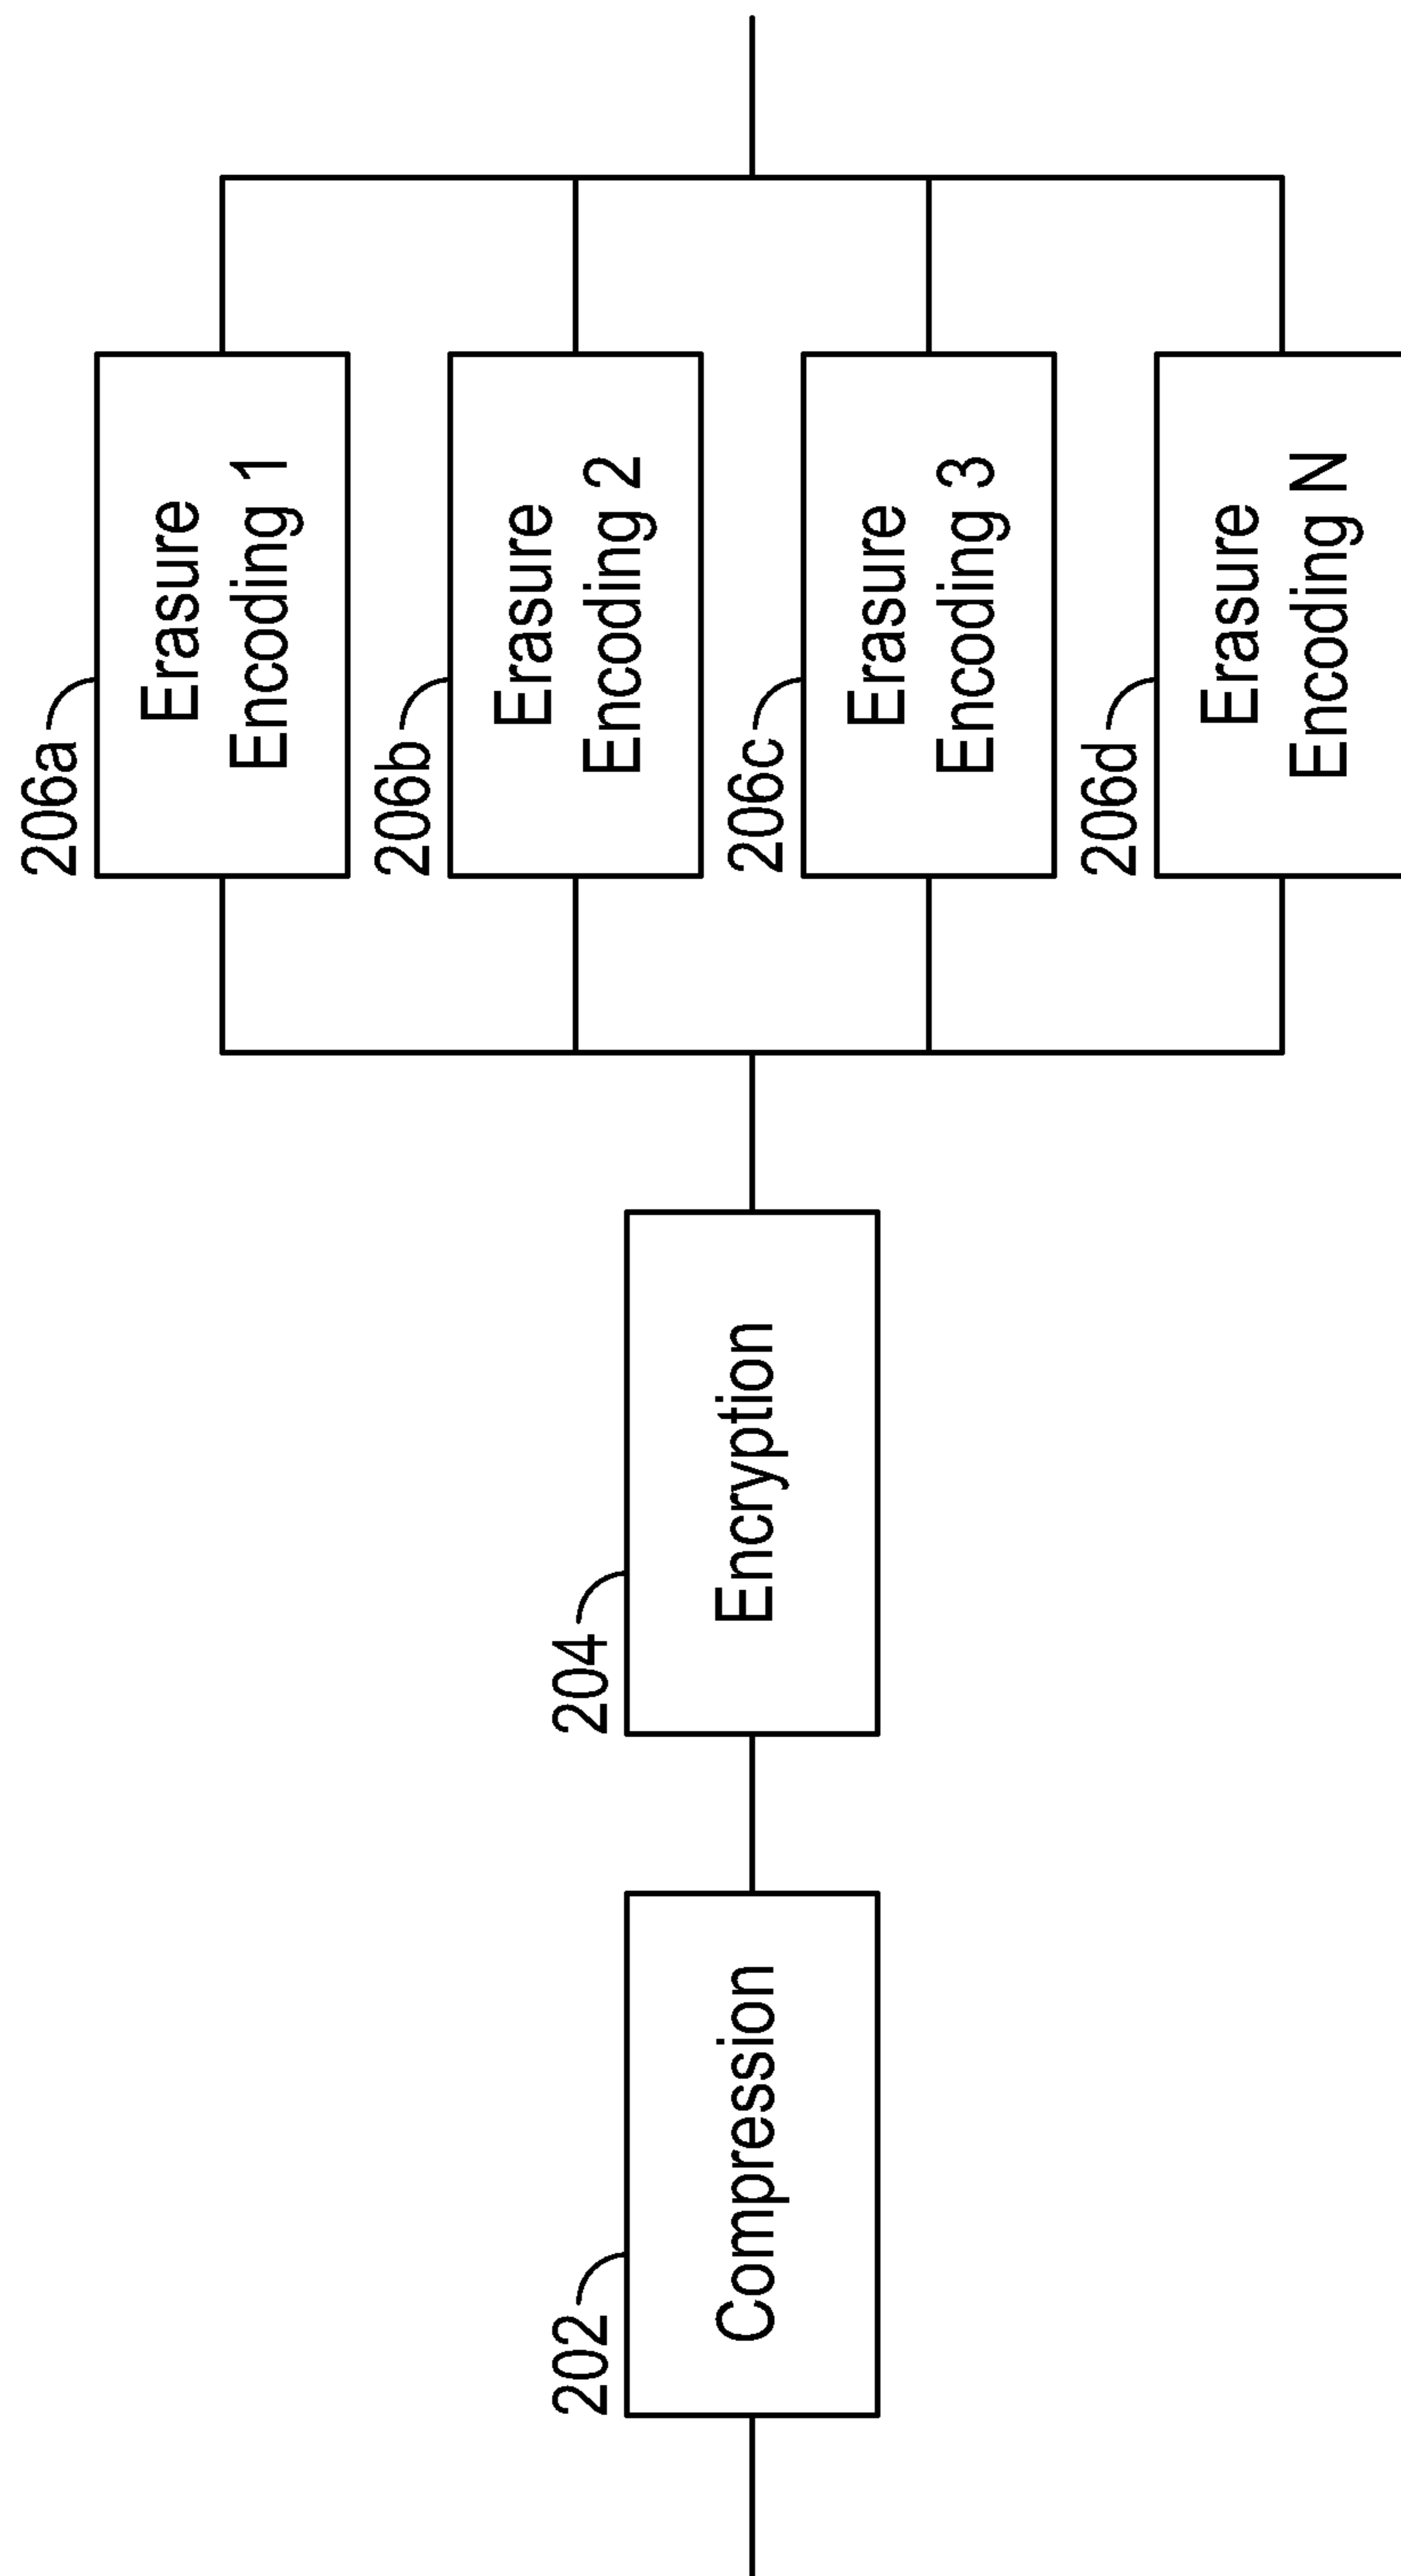 202
Compression
204
Encryption
206a
Erasure
Encoding 1
206b
Erasure
Encoding 2
206c
Erasure
Encoding 3
206d
Erasure
Encoding N